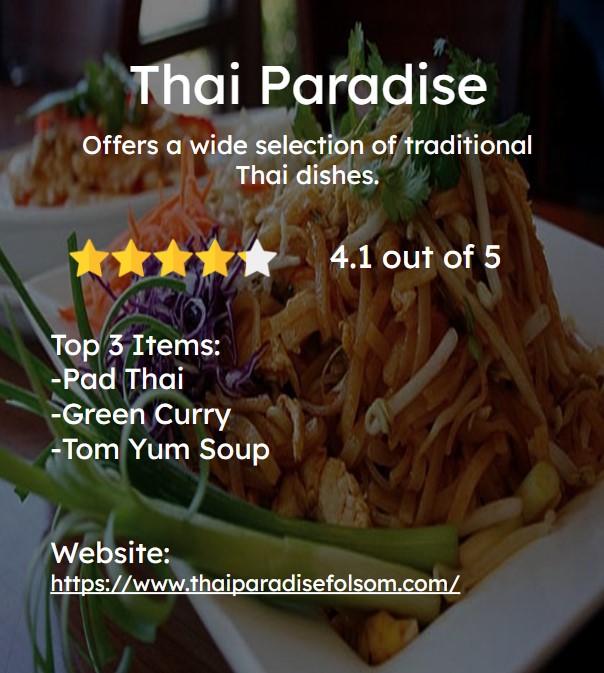 Thai Paradise
Offers a wide selection of traditional
Thai dishes.
4.1 out of 5
Top 3 Items:
-Pad Thai
-Green Curry
-Tom Yum Soup
Website:
https://www.thaiparadisefolsom.com/